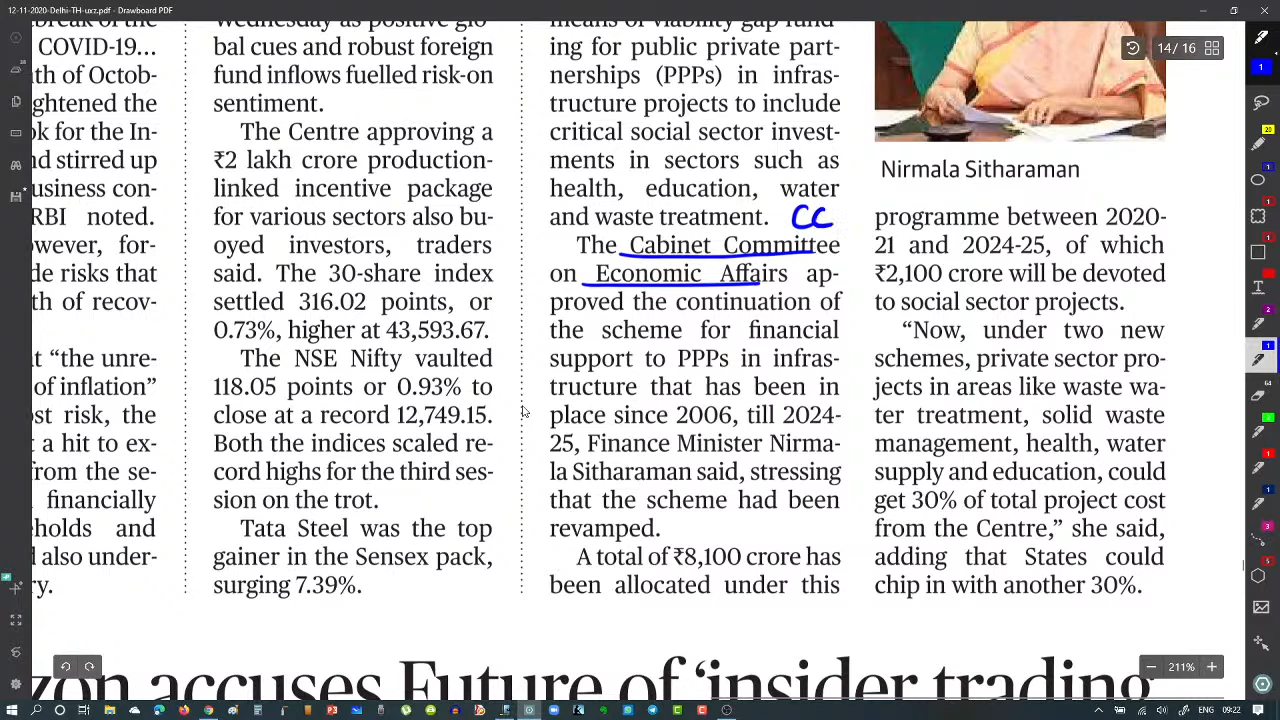 12-11-2020-Delhi-TH-uxz.pdf - Drawboard PDF
14/16
COVID-19...
th of Octob-
ghtened the
ok for the In-
nd stirred up
usiness con-
RBI noted.
owever, for-
de risks that
th of recov-
t “the unre-
of inflation”
ost risk, the
t a hit to ex-
from the se-
financially
eholds and
l also under-
ry.
Wednesday as positive glo-
bal cues and robust foreign
fund inflows fuelled risk-on
sentiment.
The Centre approving a
₹2 lakh crore production-
linked incentive package
for various sectors also bu-
oyed investors, traders
said. The 30-share index
settled 316.02 points, or
0.73%, higher at 43,593.67.
The NSE Nifty vaulted
118.05 points or 0.93% to
close at a record 12,749.15.
Both the indices scaled re-
cord highs for the third ses-
sion on the trot.
Tata Steel was the top
gainer in the Sensex pack,
surging 7.39%.
means of viability gap fund-
ing for public private part-
nerships (PPPs) in infras-
tructure projects to include
critical social sector invest-
ments in sectors such as
health, education, water
and waste treatment. CC
The Cabinet Committee
on Economic Affairs ap-
proved the continuation of
the scheme for financial
support to PPPs in infras-
tructure that has been in
place since 2006, till 2024-
25, Finance Minister Nirma-
la Sitharaman said, stressing
that the scheme had been
revamped.
A total of ₹8,100 crore has
been allocated under this
Nirmala Sitharaman
programme between 2020-
21 and 2024-25, of which
₹2,100 crore will be devoted
to social sector projects.
“Now, under two new
schemes, private sector pro-
jects in areas like waste wa-
ter treatment, solid waste
management, health, water
supply and education, could
get 30% of total project cost
from the Centre,” she said,
adding that States could
chip in with another 30%.
zon accuses Future of ‘insider trading’
211%
ENG
09:22